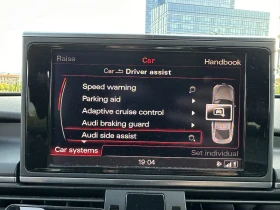 Raise Car Handbook
Car Driver assist
Speed warning
Parking aid
Adaptive cruise control
Audi braking guard
Audi side assist
Car systems Set individual
19:04